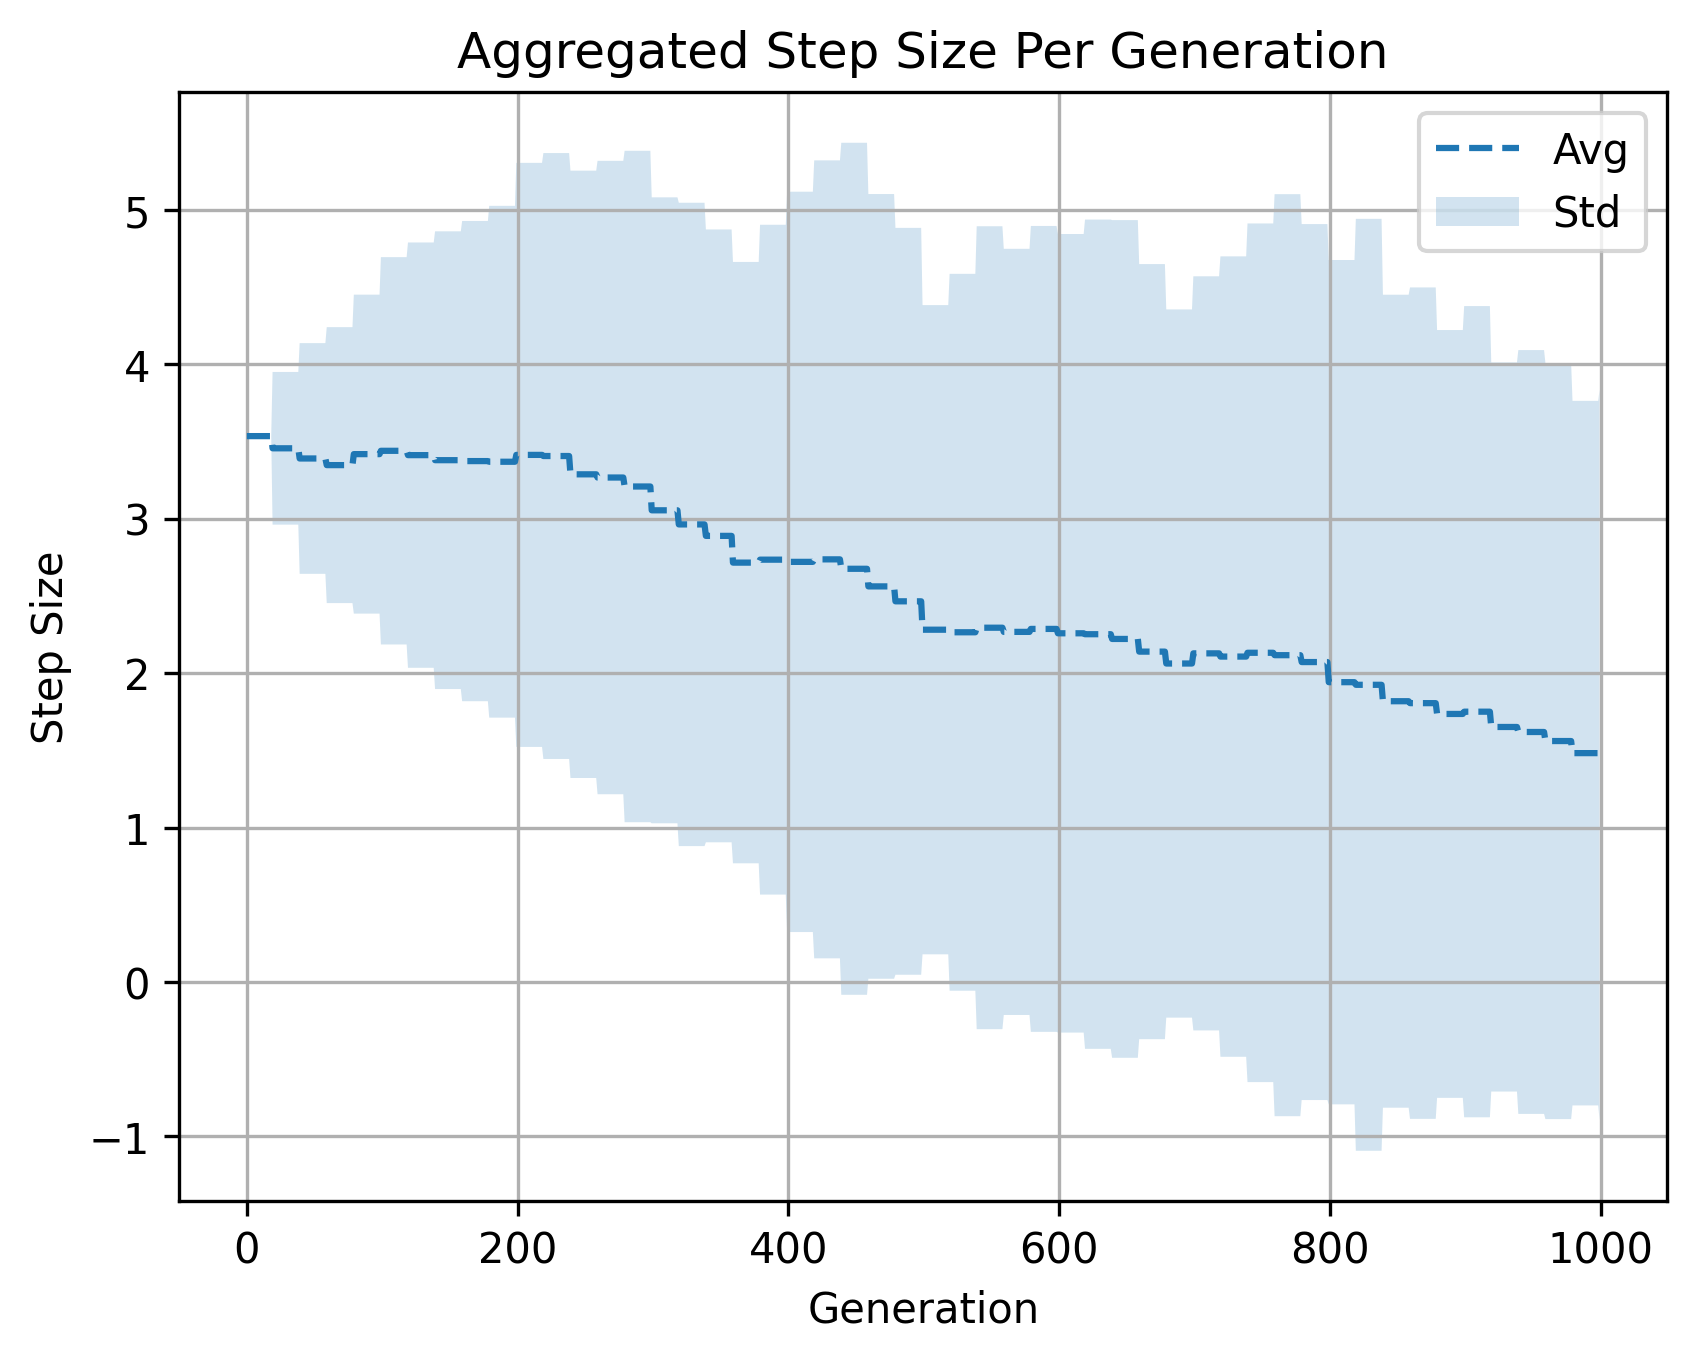 Aggregated Step Size Per Generation
Avg
Std
Step Size
5
4
3
2
1
0
−1
0 200 400 600 800 1000
Generation